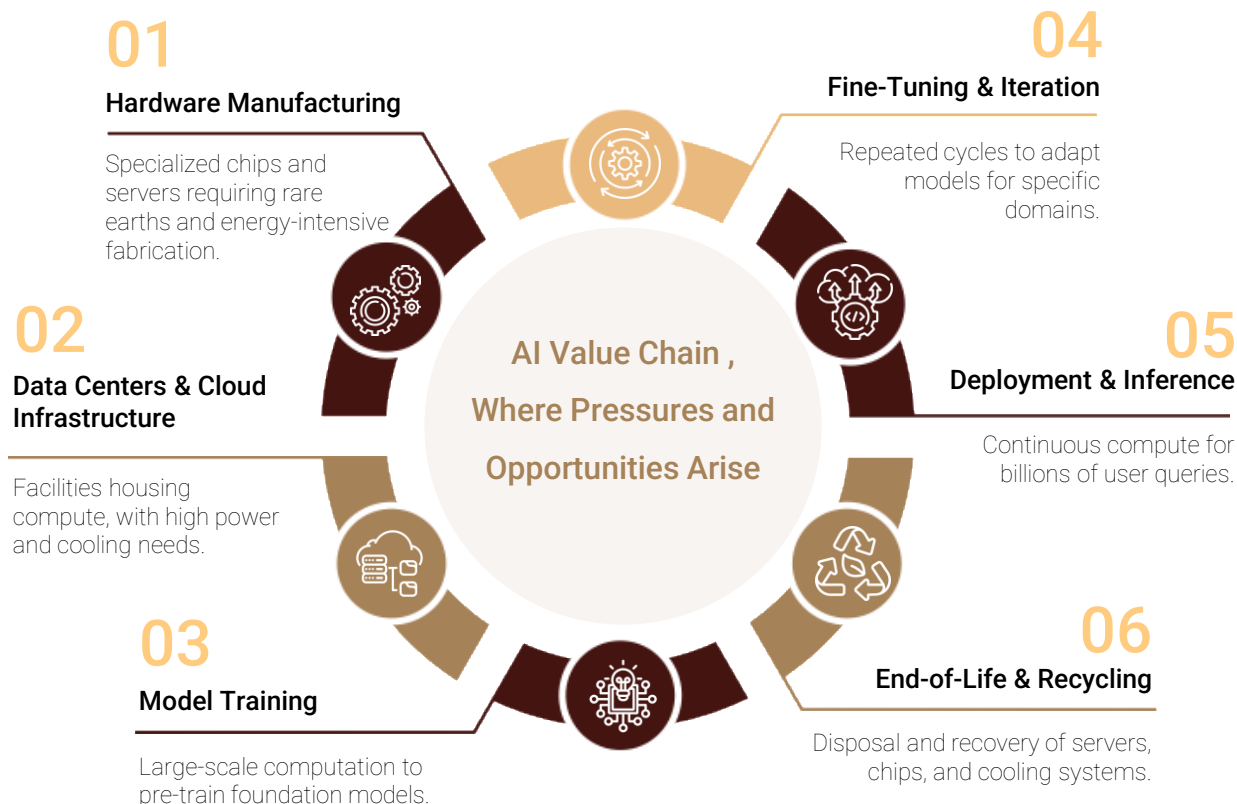 01
Hardware Manufacturing
Specialized chips and
servers requiring rare
earths and energy-intensive
fabrication.
02
Data Centers & Cloud
Infrastructure
Facilities housing
compute, with high power
and cooling needs.
03
Model Training
Large-scale computation to
pre-train foundation models.
04
Fine-Tuning & Iteration
Repeated cycles to adapt
models for specific
domains.
05
Deployment & Inference
Continuous compute for
billions of user queries.
06
End-of-Life & Recycling
Disposal and recovery of servers,
chips, and cooling systems.
AI Value Chain ,
Where Pressures and
Opportunities Arise
</>